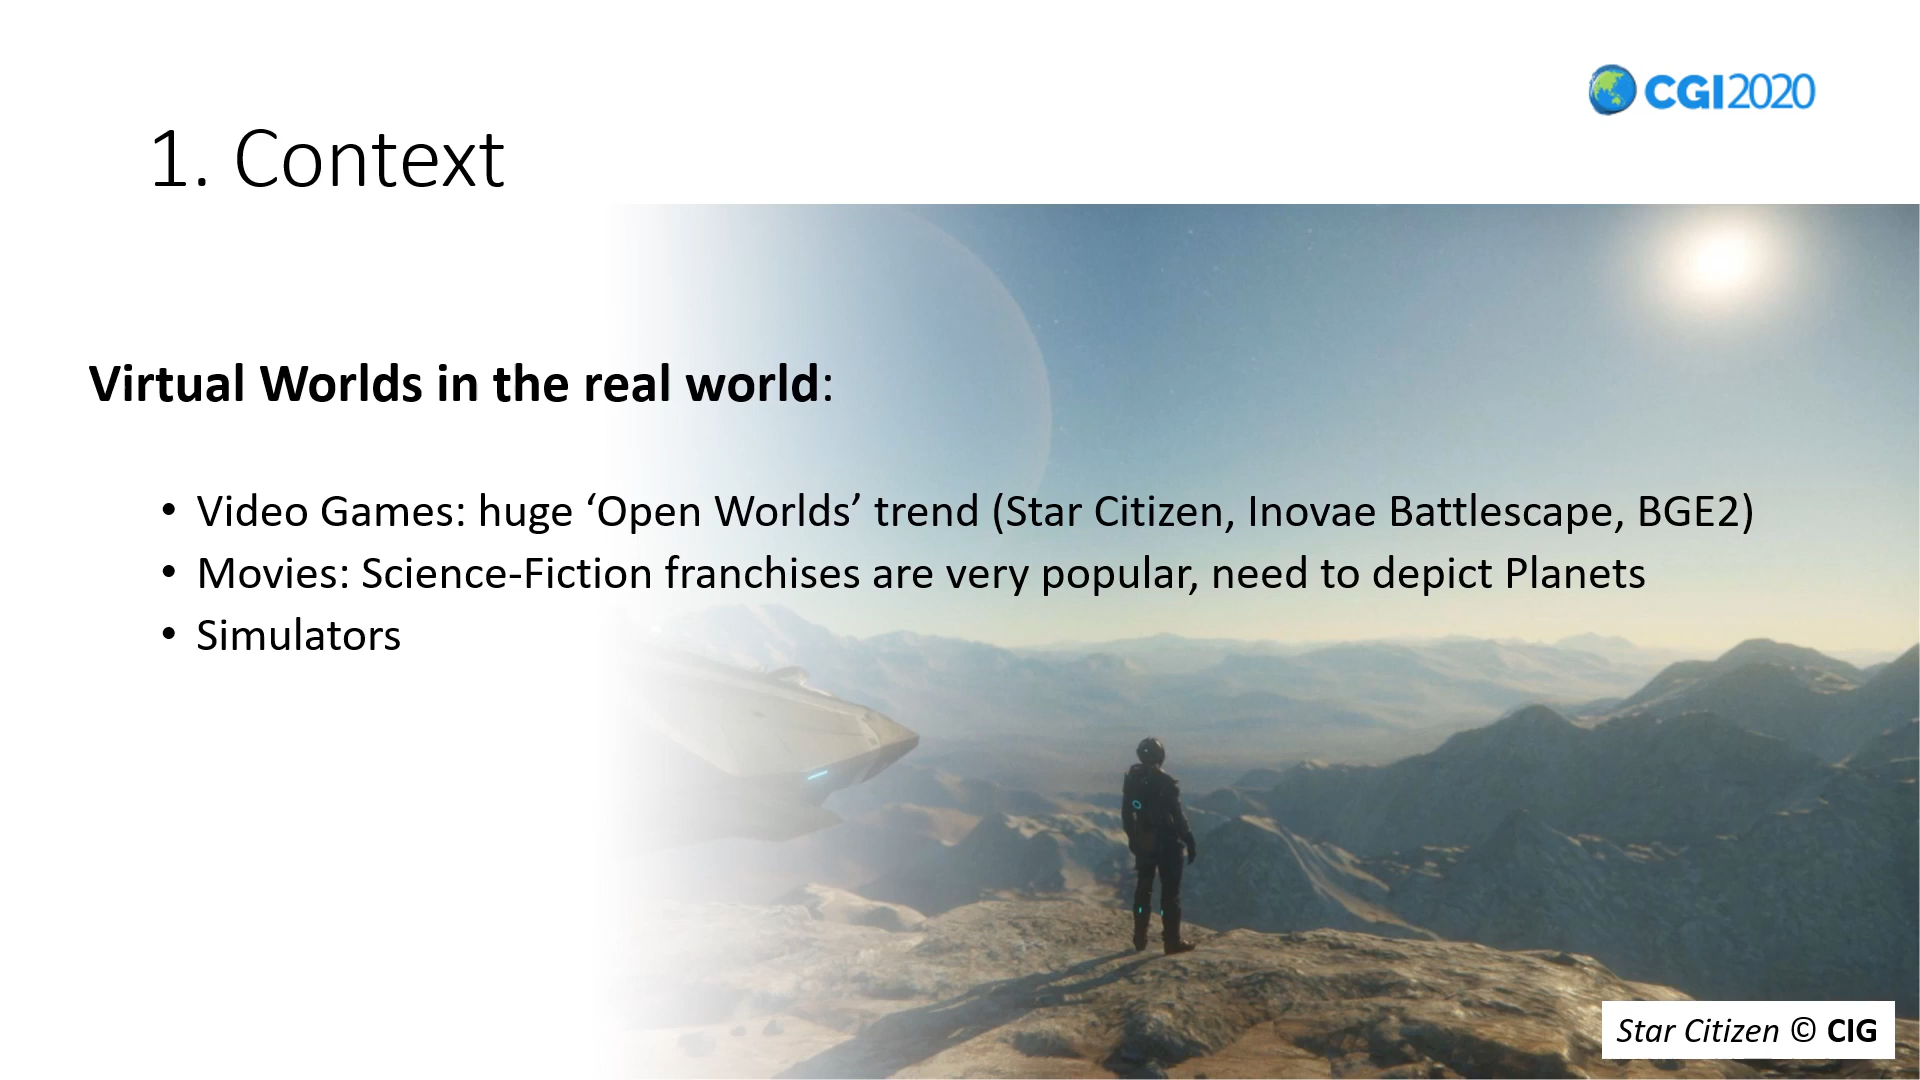 CGI2020
1. Context
Virtual Worlds in the real world:
• Video Games: huge ‘Open Worlds’ trend (Star Citizen, Inovae Battlescape, BGE2)
• Movies: Science-Fiction franchises are very popular, need to depict Planets
• Simulators
Star Citizen © CIG